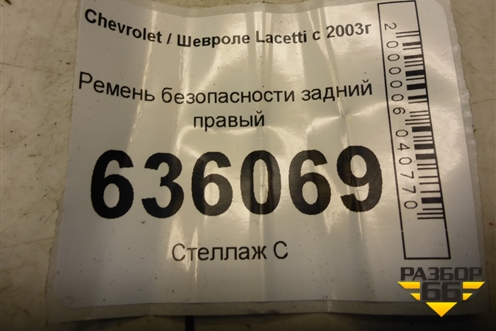 Chevrolet / Шевроле Lacetti с 2003г
Ремень безопасности задний
правый
636069
Стеллаж С
2000006040770
РАЗБОР
66